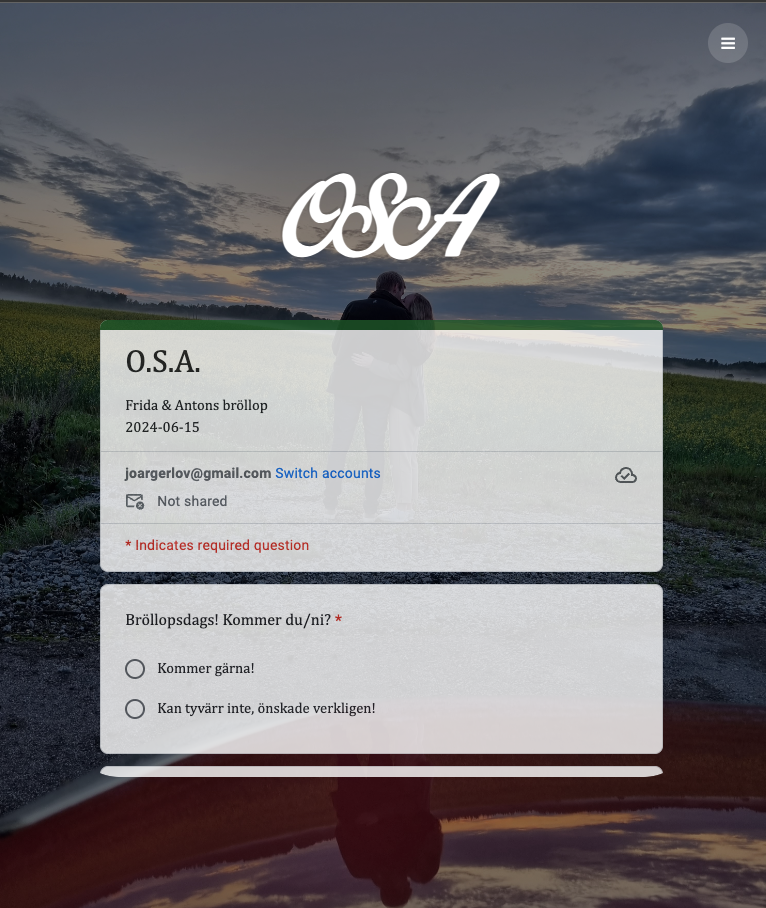 OSA
O.S.A.
Frida & Antons bröllop
2024-06-15
joargerlov@gmail.com Switch accounts
Not shared
* Indicates required question
Bröllopsdags! Kommer du/ni? *
Kommer gärna!
Kan tyvärr inte, önskade verkligen!